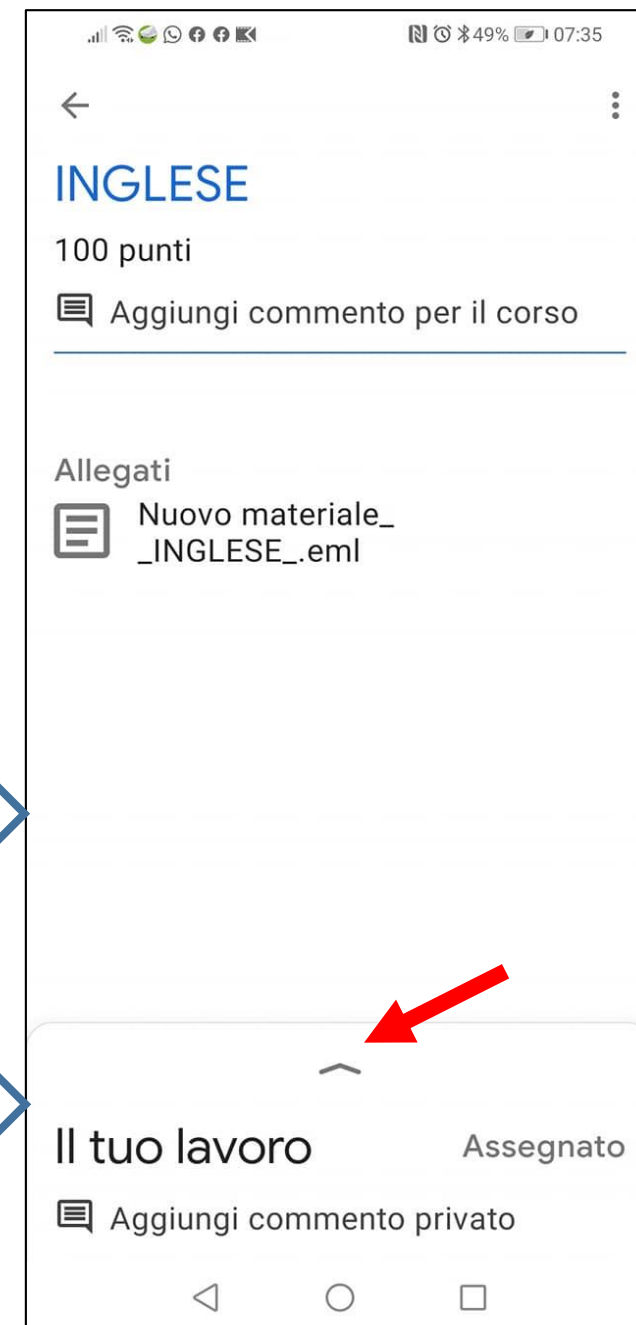 49% 07:35
INGLESE
100 punti
Aggiungi commento per il corso
Allegati
Nuovo materiale_
_INGLESE_.eml
Il tuo lavoro Assegnato
Aggiungi commento privato